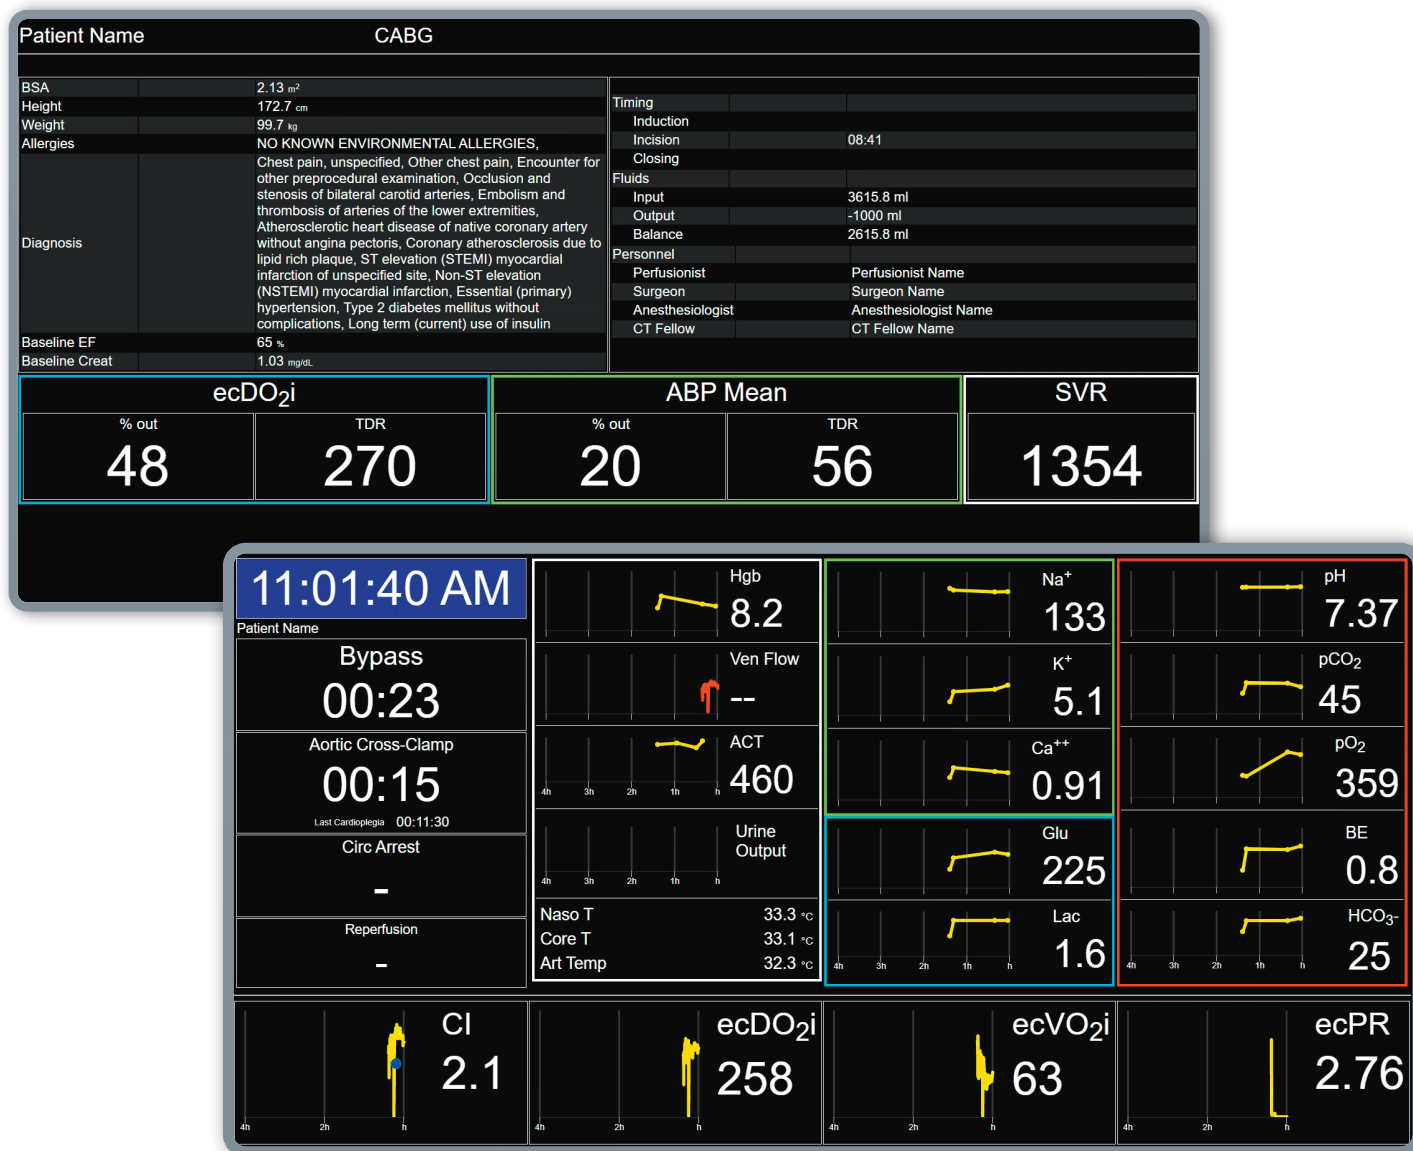 Patient Name CABG
BSA 2.13 m²
Height 172.7 cm
Weight 99.7 kg
Allergies NO KNOWN ENVIRONMENTAL ALLERGIES,
Diagnosis
Chest pain, unspecified, Other chest pain, Encounter for
other preprocedural examination, Occlusion and
stenosis of bilateral carotid arteries, Embolism and
thrombosis of arteries of the lower extremities,
Atherosclerotic heart disease of native coronary artery
without angina pectoris, Coronary atherosclerosis due to
lipid rich plaque, ST elevation (STEMI) myocardial
infarction of unspecified site, Non-ST elevation
(NSTEMI) myocardial infarction, Essential (primary)
hypertension, Type 2 diabetes mellitus without
complications, Long term (current) use of insulin
Baseline EF 65 %
Baseline Creat 1.03 mg/dL
Timing
Induction
Incision 08:41
Closing
Fluids
Input 3615.8 ml
Output -1000 ml
Balance 2615.8 ml
Personnel
Perfusionist Perfusionist Name
Surgeon Surgeon Name
Anesthesiologist Anesthesiologist Name
CT Fellow CT Fellow Name
ecDO₂i
% out TDR
48 270
ABP Mean
% out TDR
20 56
SVR
1354
11:01:40 AM
Patient Name
Bypass
00:23
Aortic Cross-Clamp
00:15
Last Cardioplegia 00:11:30
Circ Arrest
-
Reperfusion
-
Hgb
8.2
Ven Flow
--
ACT
460
4h 3h 2h 1h h
Urine
Output
4h 3h 2h 1h h
Naso T 33.3 °C
Core T 33.1 °C
Art Temp 32.3 °C
Na⁺
133
K⁺
5.1
Ca⁺⁺
0.91
Glu
225
Lac
1.6
4h 3h 2h 1h h
pH
7.37
pCO₂
45
pO₂
359
BE
0.8
HCO₃-
25
4h 3h 2h 1h h
CI
2.1
4h 2h h
ecDO₂i
258
4h 2h h
ecVO₂i
63
4h 2h h
ecPR
2.76
4h 2h h